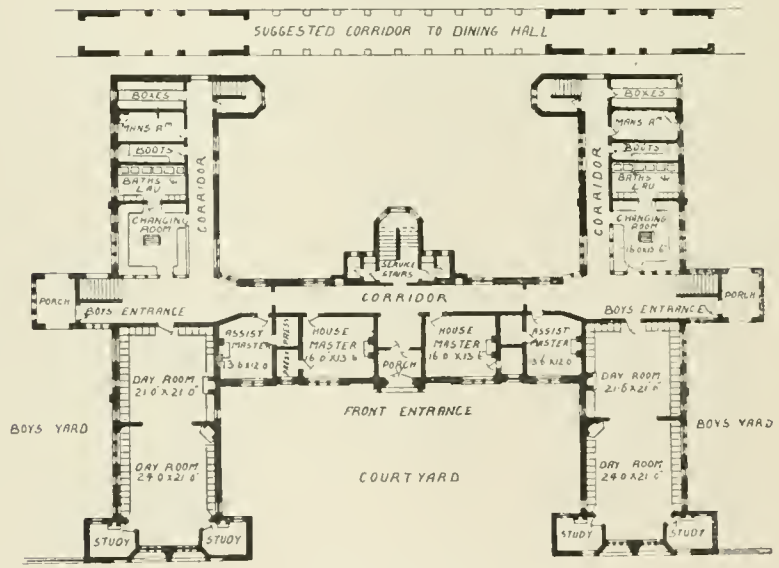 SUGGESTED CORRIDOR TO DINING HALL
BOXES
MANS RM
BOOTS
BATHS &
LAV
CHANGING
ROOM
CORRIDOR
BOXES
MANS RM
BOOTS
BATHS &
LAV
CHANGING
ROOM
16.0 X 13.6"
CORRIDOR
SERVICE
STAIRS
CORRIDOR
PORCH
BOYS ENTRANCE
BOYS ENTRANCE
PORCH
ASSIST
MASTER
13.6 X 12.0
PRESS
PRESS
HOUSE
MASTER
16.0 X 13.6
PORCH
HOUSE
MASTER
16.0 X 13.6
ASSIST
MASTER
13.6 X 12.0
DAY ROOM
21.0" X 21.0"
DAY ROOM
21.6 X 21.0"
FRONT ENTRANCE
BOYS YARD
BOYS YARD
DAY ROOM
24.0 X 21.0"
COURT YARD
DAY ROOM
24.0 X 21.0"
STUDY
STUDY
STUDY
STUDY